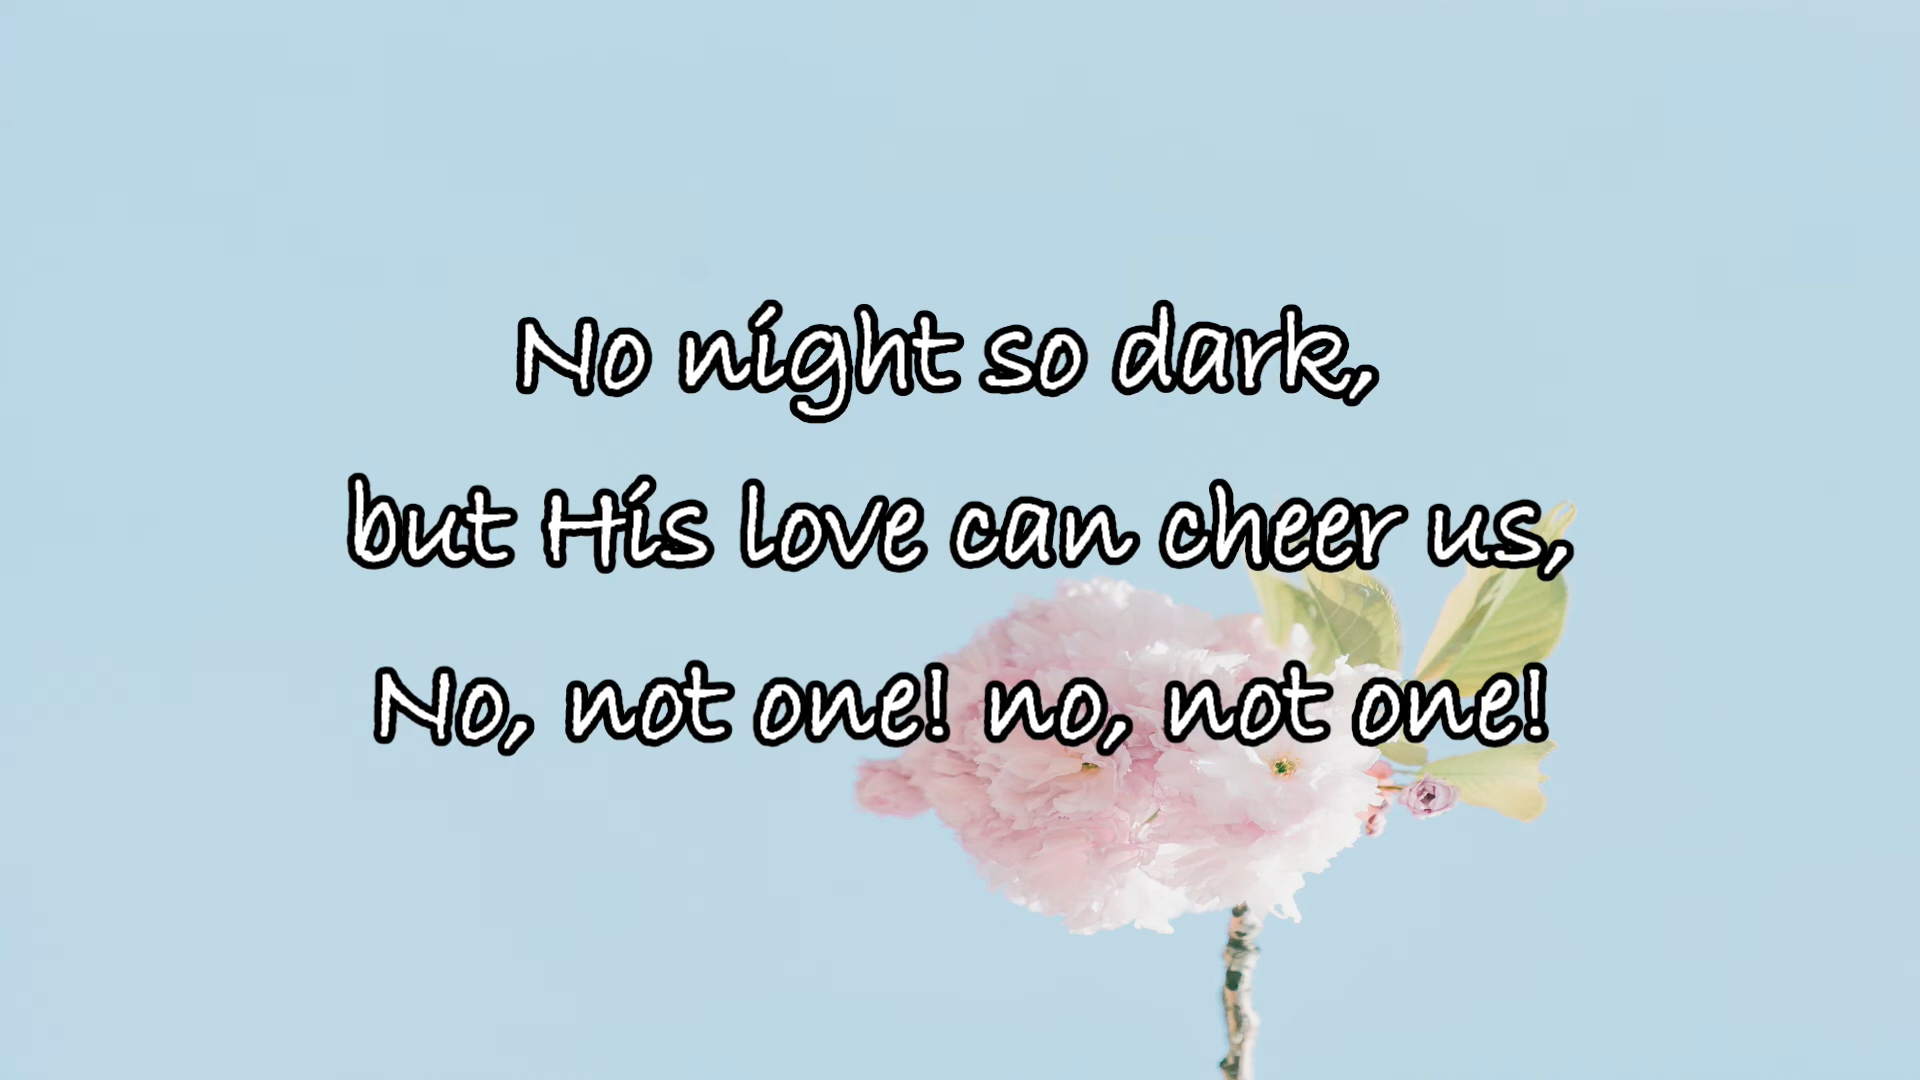 No night so dark,
but His love can cheer us,
No, not one! no, not one!